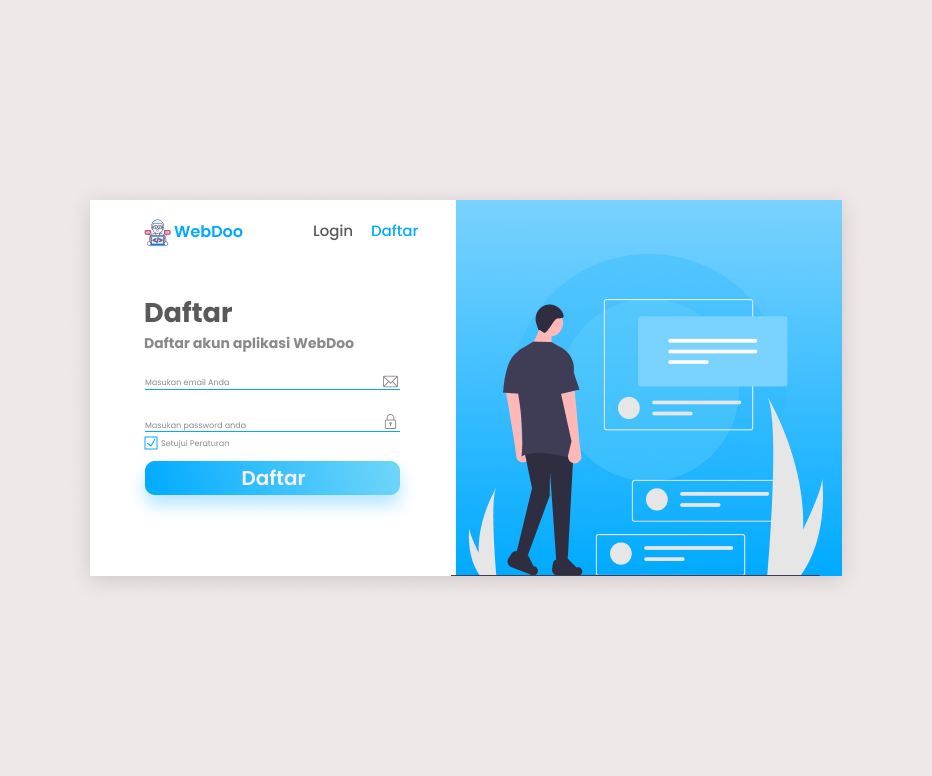 WebDoo Login Daftar
Daftar
Daftar akun aplikasi WebDoo
Masukan email Anda
Masukan password anda
Setujui Peraturan
Daftar